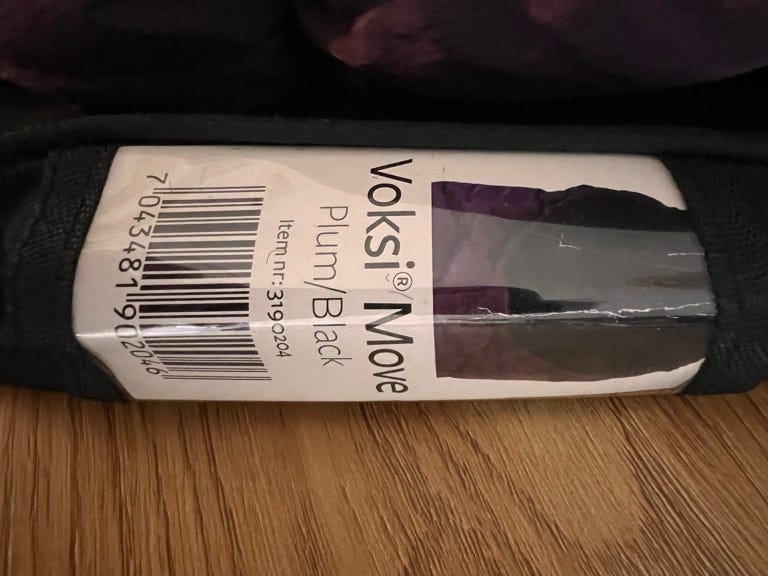 Voksi® Move
Plum/Black
Item nr: 3190204
7 043481 902046